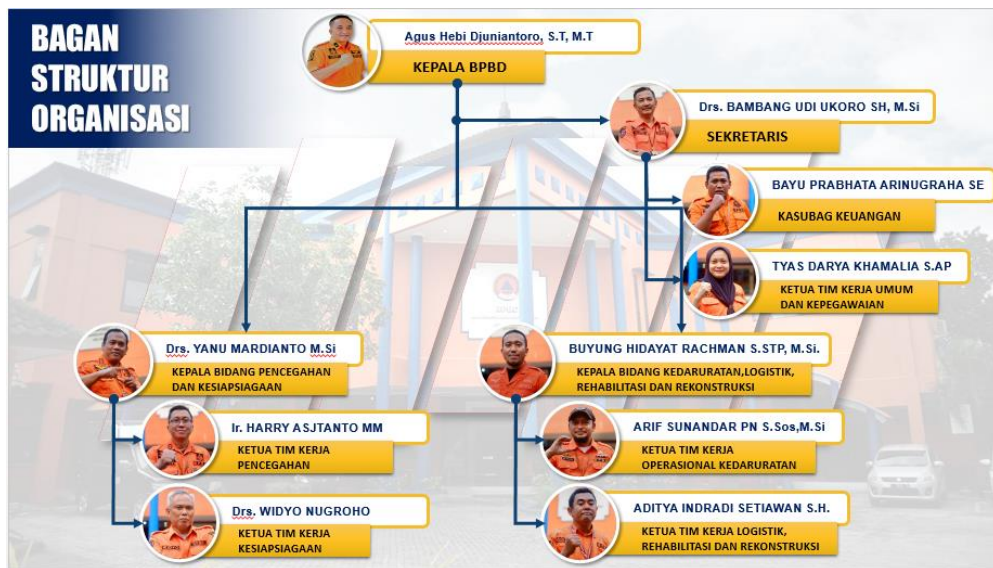 BAGAN
STRUKTUR
ORGANISASI
Agus Hebi Djuniantoro, S.T, M.T
KEPALA BPBD
Drs. BAMBANG UDI UKORO SH, M.Si
SEKRETARIS
BAYU PRABHATA ARINUGRAHA SE
KASUBAG KEUANGAN
TYAS DARYA KHAMALIA S.AP
KETUA TIM KERJA UMUM
DAN KEPEGAWAIAN
Drs. YANU MARDIANTO M.Si
KEPALA BIDANG PENCEGAHAN
DAN KESIAPSIAGAAN
Ir. HARRY ASJTANTO MM
KETUA TIM KERJA
PENCEGAHAN
Drs. WIDYO NUGROHO
KETUA TIM KERJA
KESIAPSIAGAAN
BUYUNG HIDAYAT RACHMAN S.STP, M.Si.
KEPALA BIDANG KEDARURATAN,LOGISTIK,
REHABILITASI DAN REKONSTRUKSI
ARIF SUNANDAR PN S.Sos,M.Si
KETUA TIM KERJA
OPERASIONAL KEDARURATAN
ADITYA INDRADI SETIAWAN S.H.
KETUA TIM KERJA LOGISTIK,
REHABILITASI DAN REKONSTRUKSI